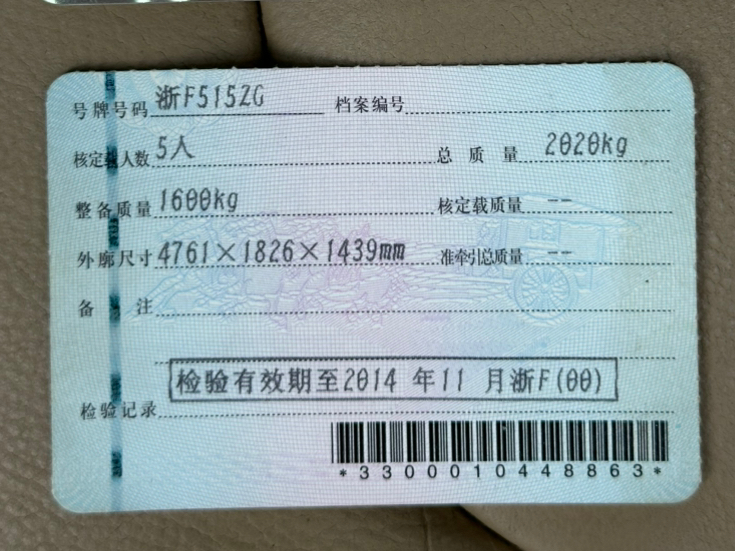 号牌号码 浙F5152G 档案编号
核定载人数 5人 总质量 2020kg
整备质量 1600kg 核定载质量 --
外廓尺寸 4761×1826×1439mm 准牵引总质量 --
备注
检验记录 检验有效期至2014 年11 月浙F(00)
*3300010448863*